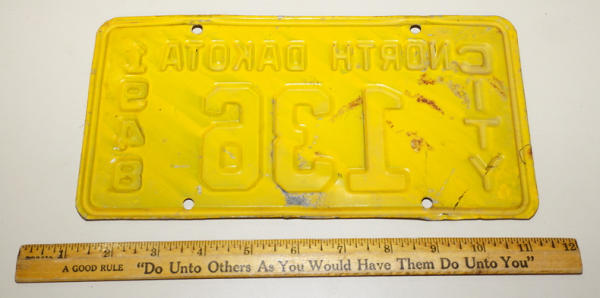 CITY
NORTH DAKOTA
136
1948
1 2 3 4 5 6 7 8 9 10 11 12
A GOOD RULE "Do Unto Others As You Would Have Them Do Unto You"